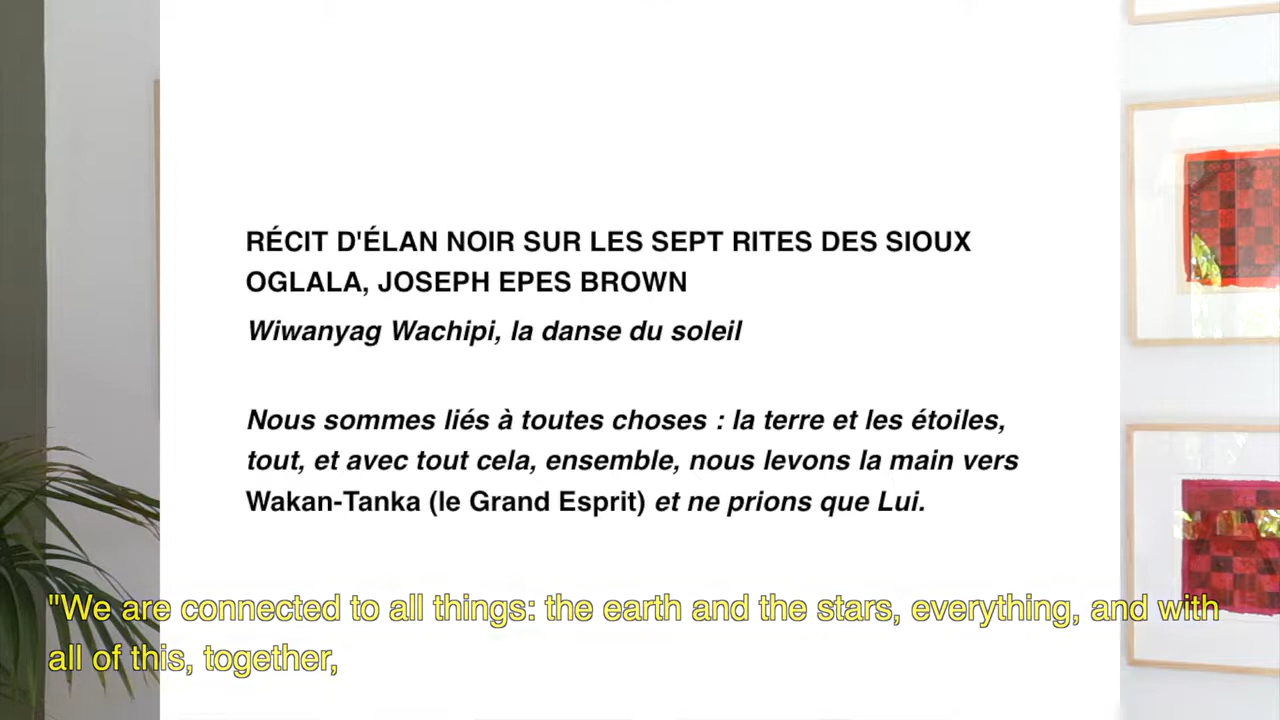 RÉCIT D'ÉLAN NOIR SUR LES SEPT RITES DES SIOUX
OGLALA, JOSEPH EPES BROWN
Wiwanyag Wachipi, la danse du soleil
Nous sommes liés à toutes choses : la terre et les étoiles,
tout, et avec tout cela, ensemble, nous levons la main vers
Wakan-Tanka (le Grand Esprit) et ne prions que Lui.
"We are connected to all things: the earth and the stars, everything, and with
all of this, together,